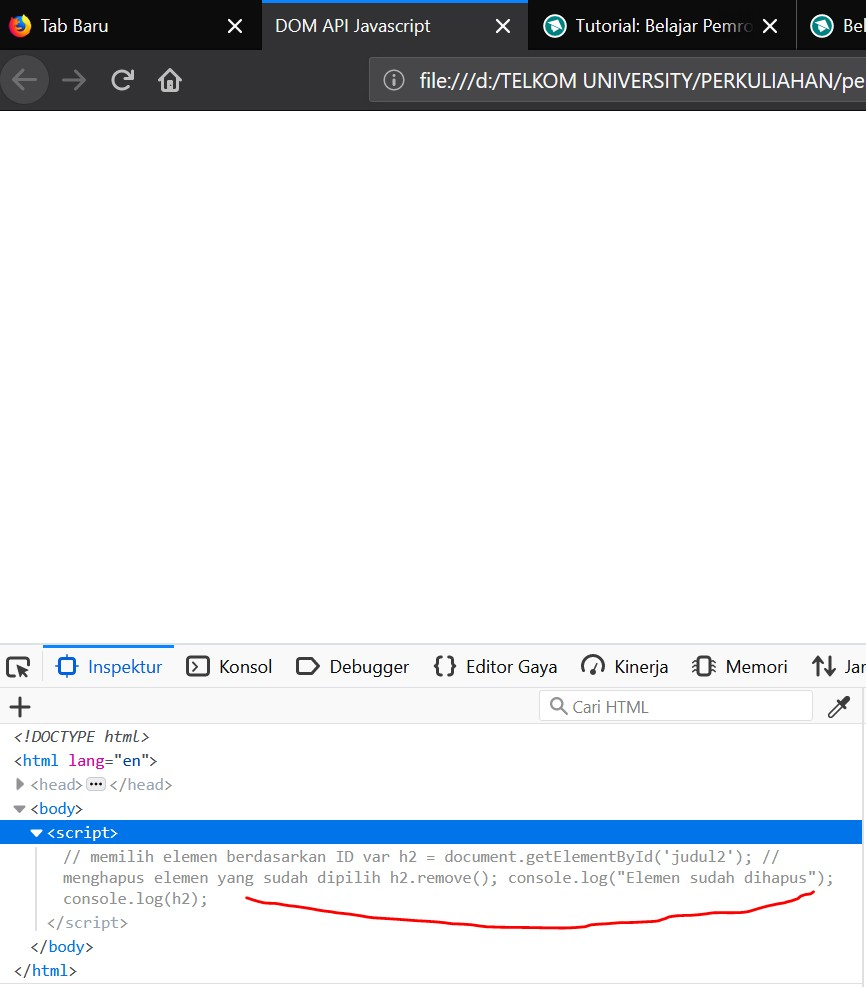 Tab Baru
DOM API Javascript
Tutorial: Belajar Pemro
Bel
file:///d:/TELKOM UNIVERSITY/PERKULIAHAN/pe
Inspektur
Konsol
Debugger
Editor Gaya
Kinerja
Memori
Jar
Cari HTML
<!DOCTYPE html>
<html lang="en">
<head> ••• </head>
<body>
<script>
// memilih elemen berdasarkan ID var h2 = document.getElementById('judul2'); //
menghapus elemen yang sudah dipilih h2.remove(); console.log("Elemen sudah dihapus");
console.log(h2);
</script>
</body>
</html>